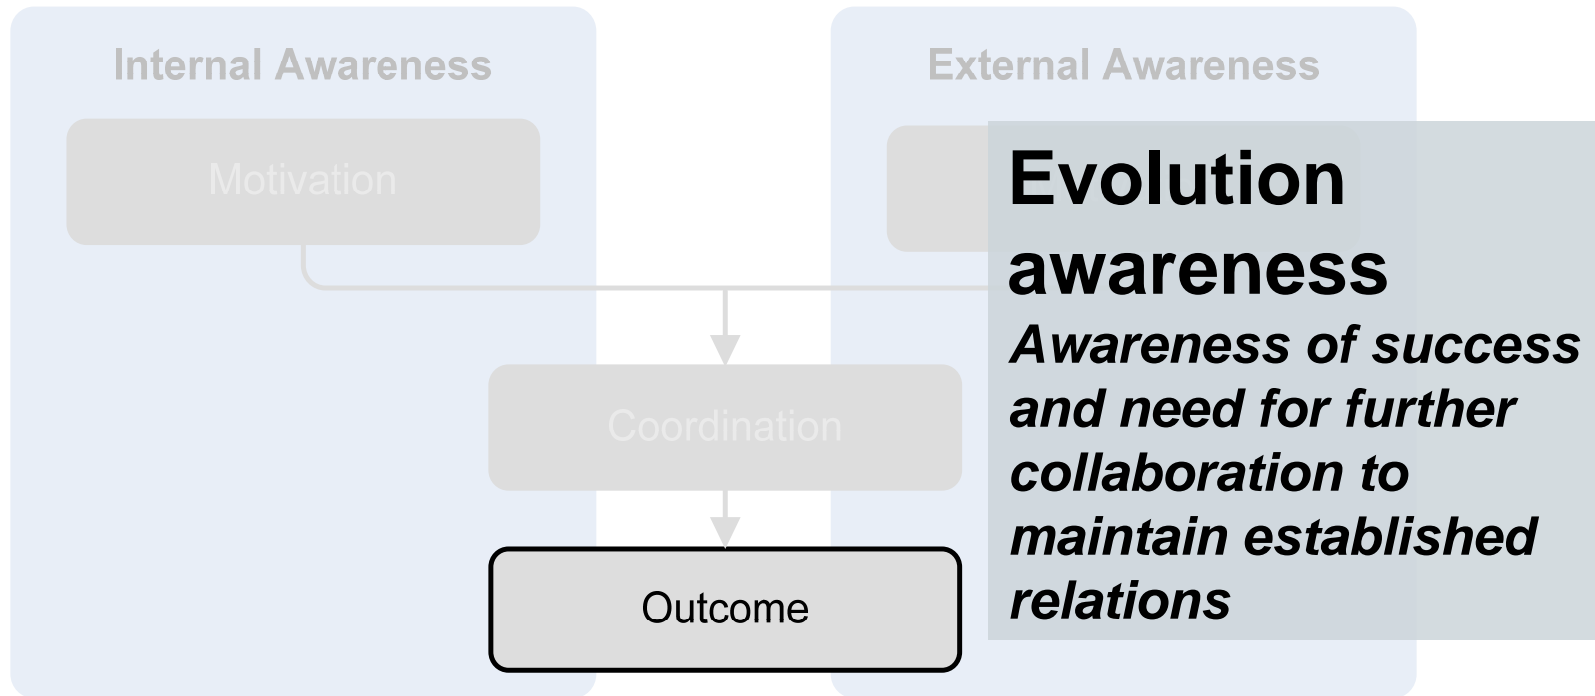 Internal Awareness
External Awareness
Motivation
Evolution
awareness
Awareness of success
and need for further
collaboration to
maintain established
relations
Coordination
Outcome